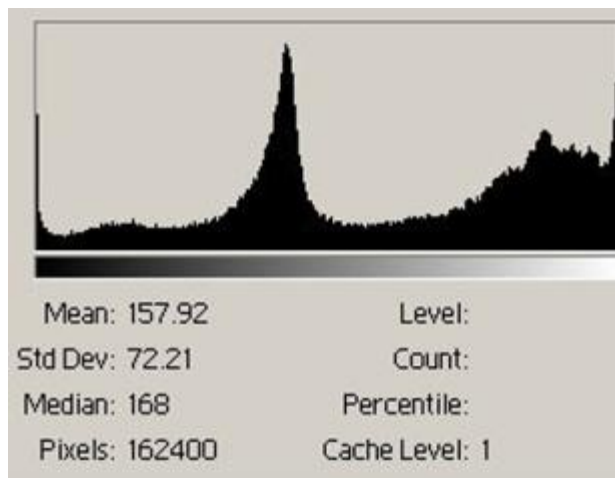 Mean: 157.92 Level:
Std Dev: 72.21 Count:
Median: 168 Percentile:
Pixels: 162400 Cache Level: 1